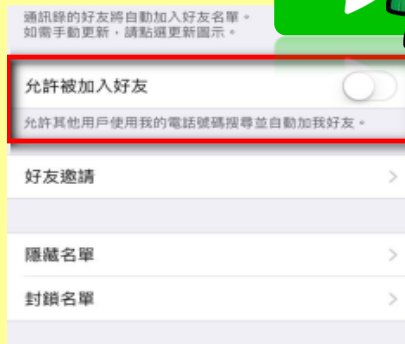 通訊錄的好友將自動加入好友名單。
如需手動更新，請點選更新圖示。
允許被加入好友
允許其他用戶使用我的電話號碼搜尋並自動加我好友。
好友邀請
隱藏名單
封鎖名單